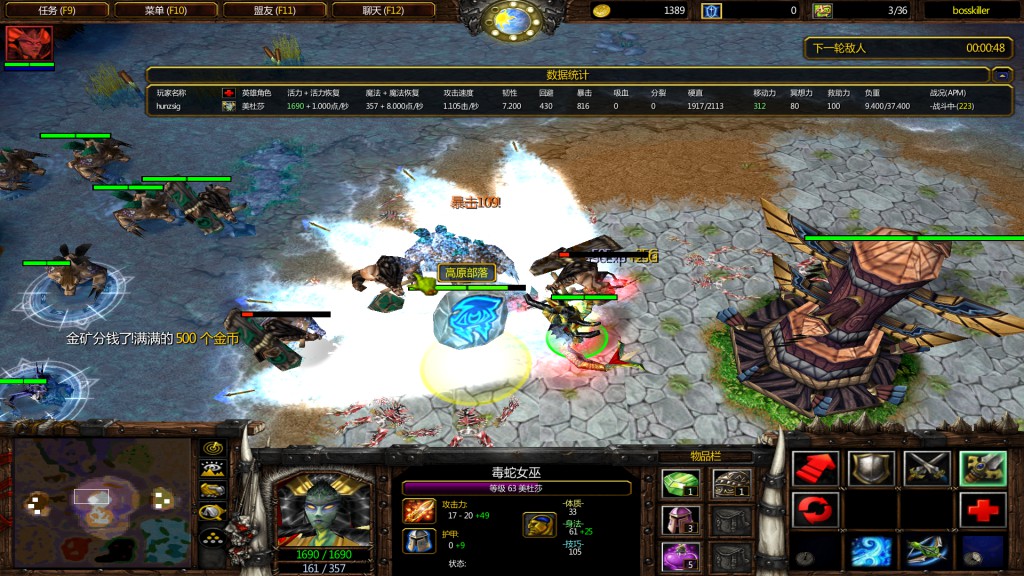 任务(F9) 菜单(F10) 盟友(F11) 聊天(F12) 1389 0 3/36 bosskiller
下一轮敌人 00:00:48
数据统计
玩家名称 英雄角色 活力 + 活力恢复 魔法 + 魔法恢复 攻击速度 韧性 回避 暴击 吸血 分裂 硬直 移动力 冥想力 救助力 负重 战况(APM)
hunzsig 美杜莎 1690 + 1.000点/秒 357 + 8.000点/秒 1.105击/秒 7.200 430 816 0 0 1917/2113 312 80 100 9.400/37.400 -战斗中-(223)
暴击109!
高原部落
金矿分钱了!满满的 500 个金币
毒蛇女巫
等级 63 美杜莎
攻击力:
17 - 20 +49
护甲:
0 +9
状态:
-体质-
33
-身法-
61 +25
-技巧-
105
1690 / 1690
161 / 357
物品栏
1
1
3
5